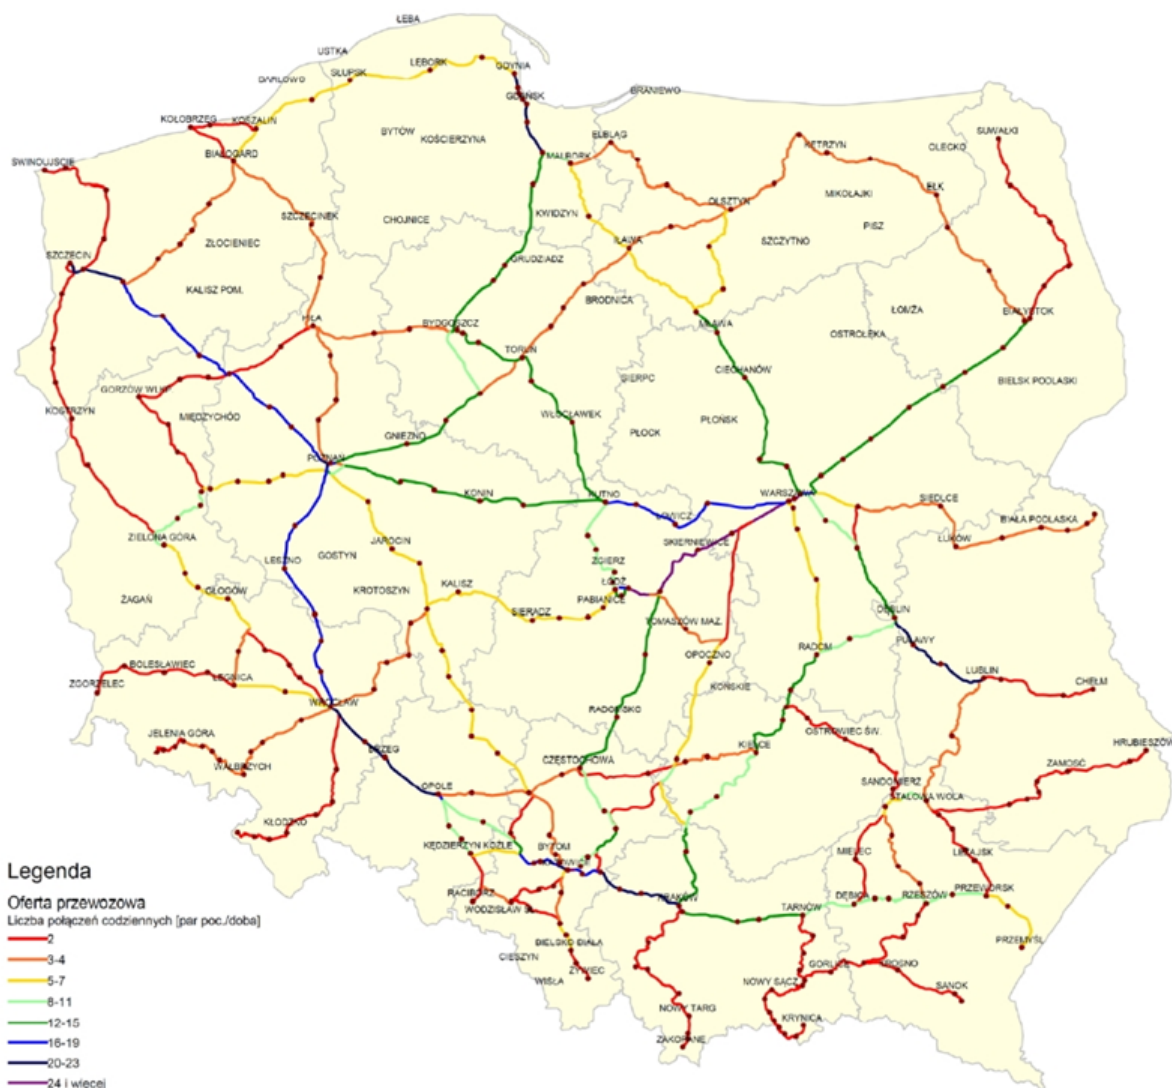 ŁEBA
USTKA
LĘBORK
SŁUPSK
GDYNIA
DARŁOWO
GDAŃSK
BRANIEWO
KOŁOBRZEG
KOSZALIN
BYTÓW
KOŚCIERZYNA
ELBLĄG
SUWAŁKI
KĘTRZYN
OLECKO
BIAŁOGARD
MALBORK
ŚWINOUJŚCIE
EŁK
MIKOŁAJKI
OLSZTYN
SZCZECINEK
CHOJNICE
KWIDZYN
PISZ
ZŁOCIENIEC
IŁAWA
SZCZYTNO
SZCZECIN
GRUDZIĄDZ
KALISZ POM.
BRODNICA
ŁOMŻA
BIAŁYSTOK
PIŁA
BYDGOSZCZ
MŁAWA
OSTROŁĘKA
TORUŃ
CIECHANÓW
SIERPC
BIELSK PODLASKI
GORZÓW WLKP
KOSTRZYN
MIĘDZYCHÓD
WŁOCŁAWEK
PŁOŃSK
PŁOCK
GNIEZNO
POZNAŃ
KONIN
KUTNO
WARSZAWA
SIEDLCE
ŁOWICZ
BIAŁA PODLASKA
ZIELONA GÓRA
JAROCIN
SKIERNIEWICE
ŁUKÓW
LESZNO
GOSTYŃ
ZGIERZ
ŁÓDŹ
KALISZ
KROTOSZYN
ŻAGAŃ
GŁOGÓW
PABIANICE
SIERADZ
DĘBLIN
TOMASZÓW MAZ.
PUŁAWY
RADOM
OPOCZNO
BOLESŁAWIEC
LUBLIN
ZGORZELEC
LEGNICA
CHEŁM
KOŃSKIE
WROCŁAW
RADOMSKO
OSTROWIEC ŚW.
JELENIA GÓRA
HRUBIESZÓW
BRZEG
KIELCE
CZĘSTOCHOWA
WAŁBRZYCH
ZAMOŚĆ
SANDOMIERZ
OPOLE
STALOWA WOLA
KŁODZKO
KĘDZIERZYN KOŹLE
BYTOM
MIELEC
LEŻAJSK
KATOWICE
Legenda
RACIBÓRZ
DĘBICA
RZESZÓW
PRZEWORSK
Oferta przewozowa
KRAKÓW
WODZISŁAW ŚL.
TARNÓW
Liczba połączeń codziennych [par poc./doba]
2
BIELSKO BIAŁA
PRZEMYŚL
3-4
CIESZYN
GORLICE
KROSNO
ŻYWIEC
5-7
WISŁA
NOWY SĄCZ
SANOK
8-11
NOWY TARG
KRYNICA
12-15
ZAKOPANE
16-19
20-23
24 i więcej